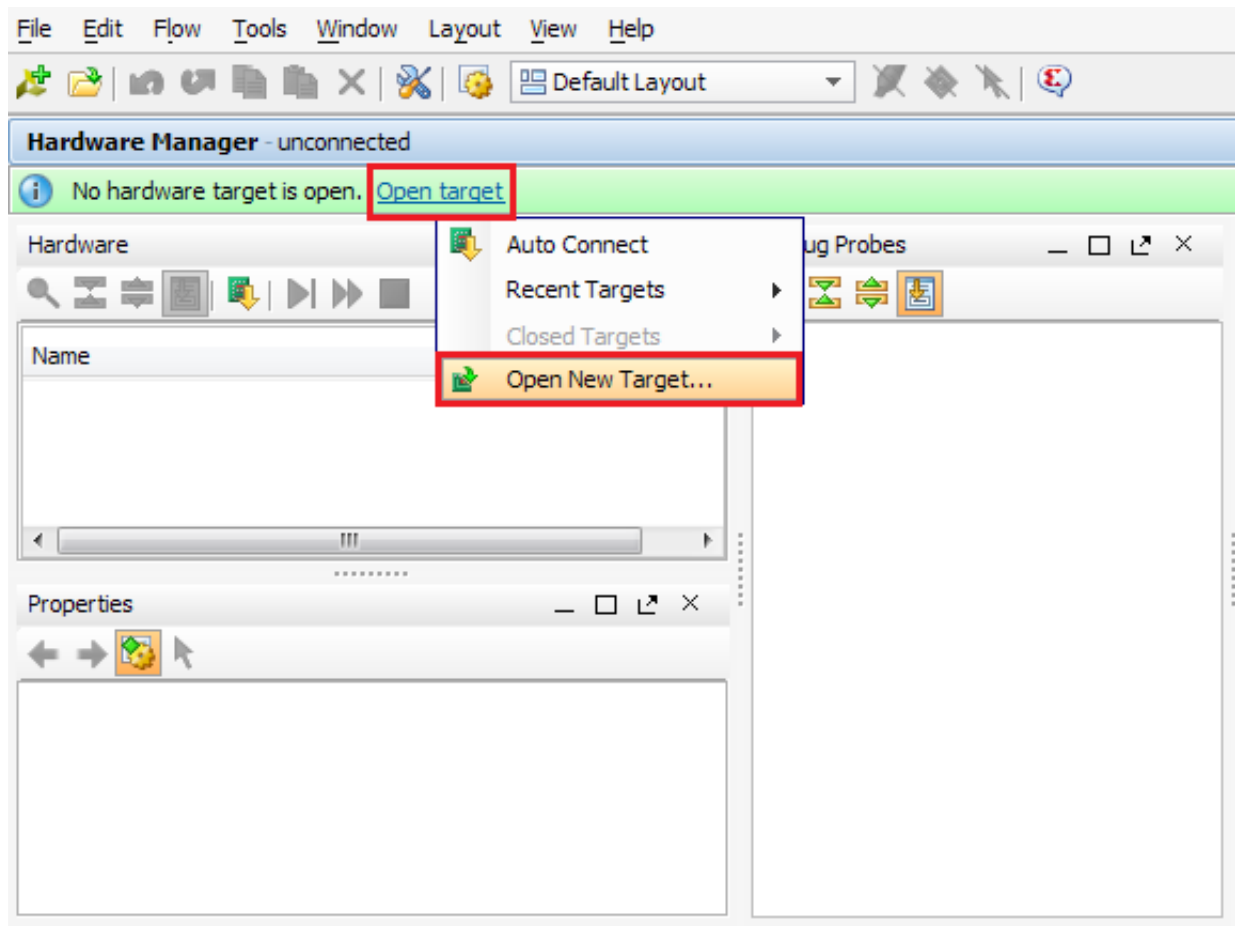 File Edit Flow Tools Window Layout View Help
Default Layout
Hardware Manager - unconnected
No hardware target is open. Open target
Hardware
Auto Connect
ug Probes
Recent Targets
Closed Targets
Name
Open New Target...
Properties